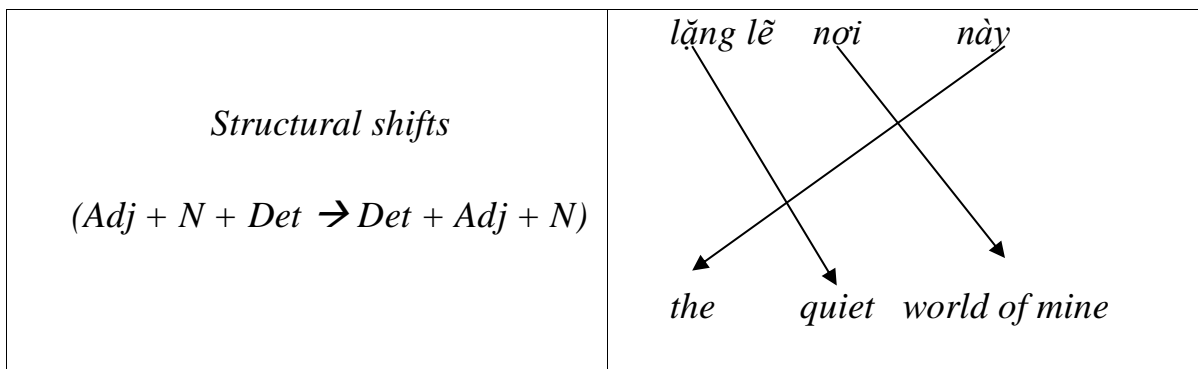 Structural shifts
(Adj + N + Det → Det + Adj + N)
lặng lẽ nơi này
the quiet world of mine